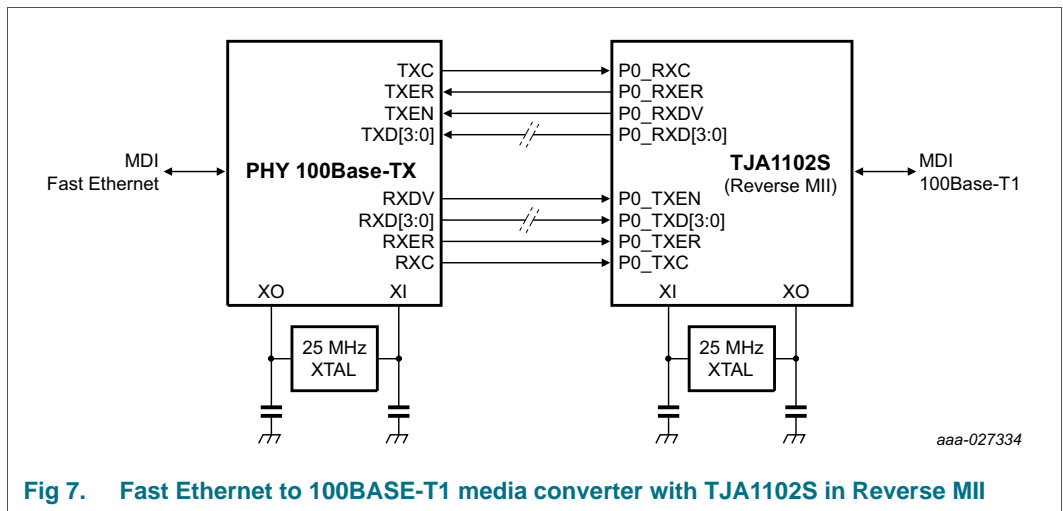 TXC
TXER
TXEN
TXD[3:0]
P0_RXC
P0_RXER
P0_RXDV
P0_RXD[3:0]
MDI
Fast Ethernet
PHY 100Base-TX
TJA1102S
(Reverse MII)
MDI
100Base-T1
RXDV
RXD[3:0]
RXER
RXC
P0_TXEN
P0_TXD[3:0]
P0_TXER
P0_TXC
XO
XI
XI
XO
25 MHz
XTAL
25 MHz
XTAL
aaa-027334
Fig 7. Fast Ethernet to 100BASE-T1 media converter with TJA1102S in Reverse MII